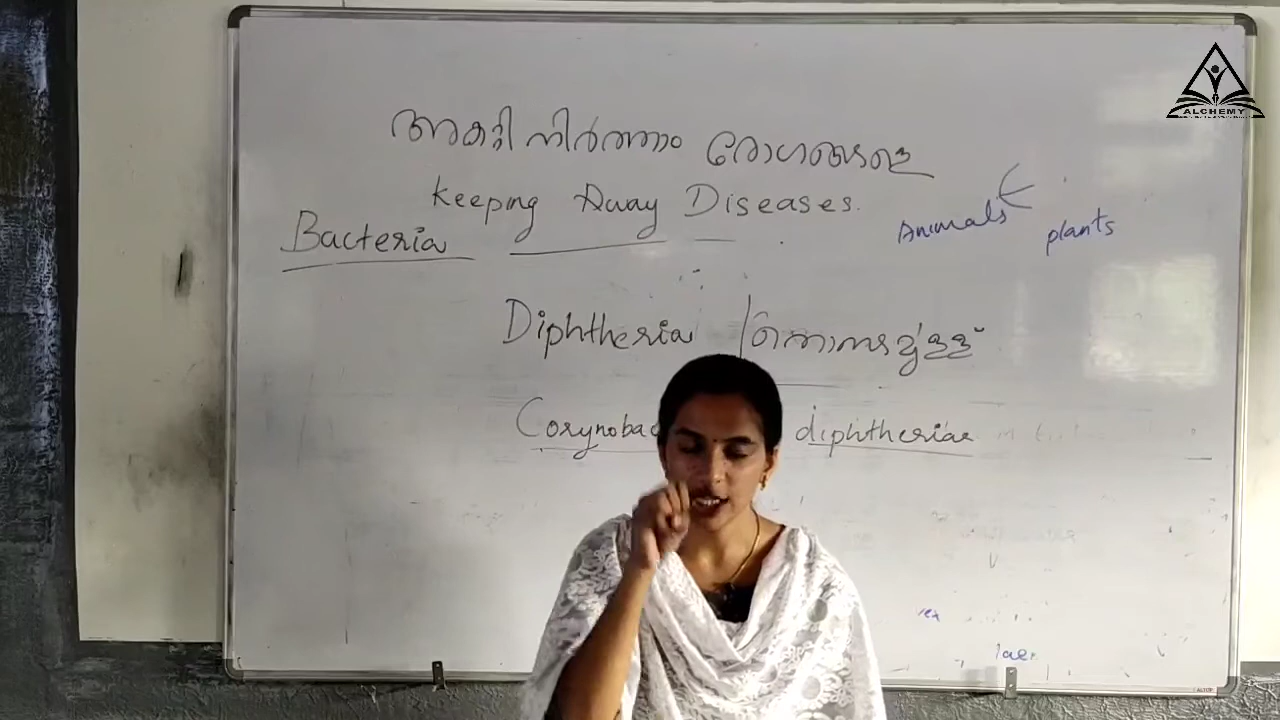 ALCHEMY
അകറ്റി നിർത്താം രോഗങ്ങളെ
Keeping Away Diseases.
Bacteria
Animals plants
Diphtheria | തൊണ്ടമുള്ള്
diphtheriae